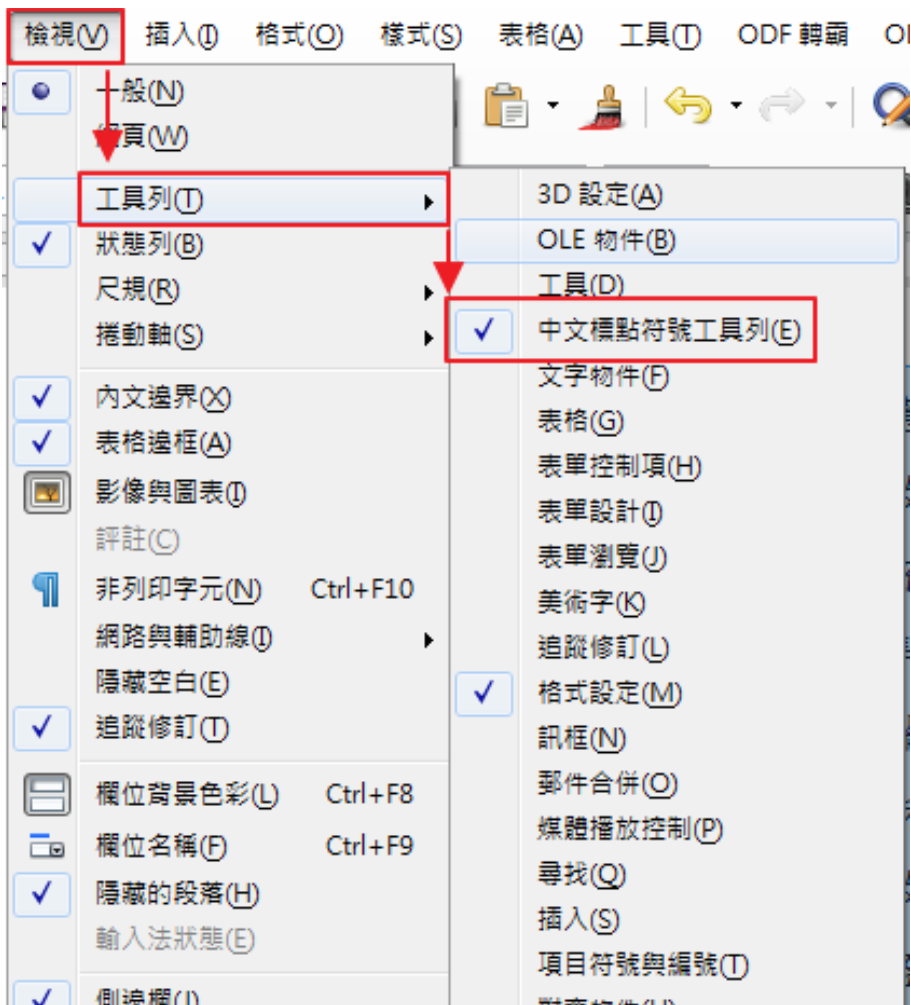 檢視(V) 插入(I) 格式(O) 樣式(S) 表格(A) 工具(T) ODF 轉霸
一般(N)
頁(W)
工具列(T)
狀態列(B)
尺規(R)
捲動軸(S)
內文邊界(X)
表格邊框(A)
影像與圖表(I)
評註(C)
非列印字元(N) Ctrl+F10
網路與輔助線(I)
隱藏空白(E)
追蹤修訂(T)
欄位背景色彩(L) Ctrl+F8
欄位名稱(F) Ctrl+F9
隱藏的段落(H)
輸入法狀態(E)
側邊欄(J)
3D 設定(A)
OLE 物件(B)
工具(D)
中文標點符號工具列(E)
文字物件(F)
表格(G)
表單控制項(H)
表單設計(I)
表單瀏覽(J)
美術字(K)
追蹤修訂(L)
格式設定(M)
訊框(N)
郵件合併(O)
媒體播放控制(P)
尋找(Q)
插入(S)
項目符號與編號(T)